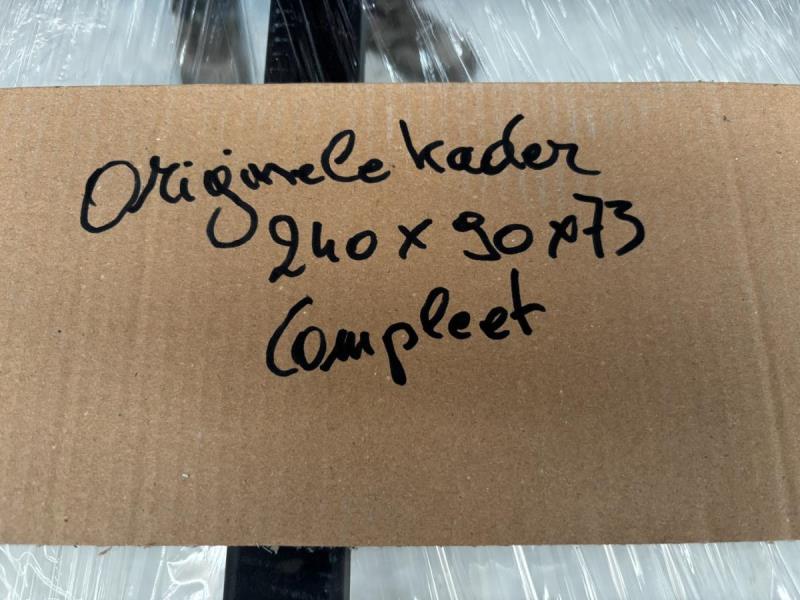 Originele kader
240 x 90 x 73
Compleet